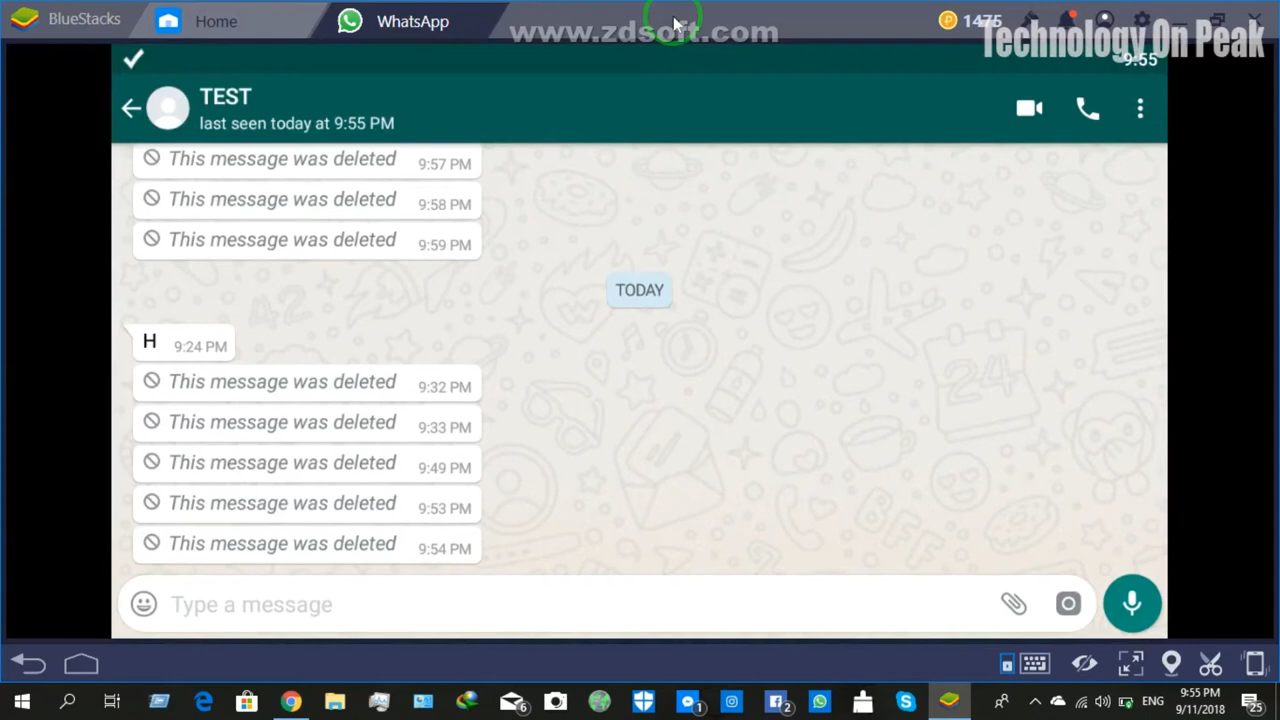 BlueStacks
Home
WhatsApp
www.zdsoft.com
1475
Technology On Peak
9:55
TEST
last seen today at 9:55 PM
This message was deleted 9:57 PM
This message was deleted 9:58 PM
This message was deleted 9:59 PM
TODAY
H 9:24 PM
This message was deleted 9:32 PM
This message was deleted 9:33 PM
This message was deleted 9:49 PM
This message was deleted 9:53 PM
This message was deleted 9:54 PM
Type a message
6
1
2
ENG
9:55 PM
9/11/2018
25